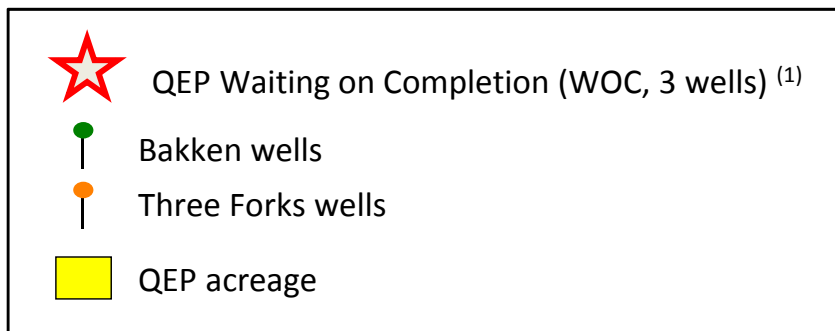 QEP Waiting on Completion (WOC, 3 wells) (1)
Bakken wells
Three Forks wells
QEP acreage